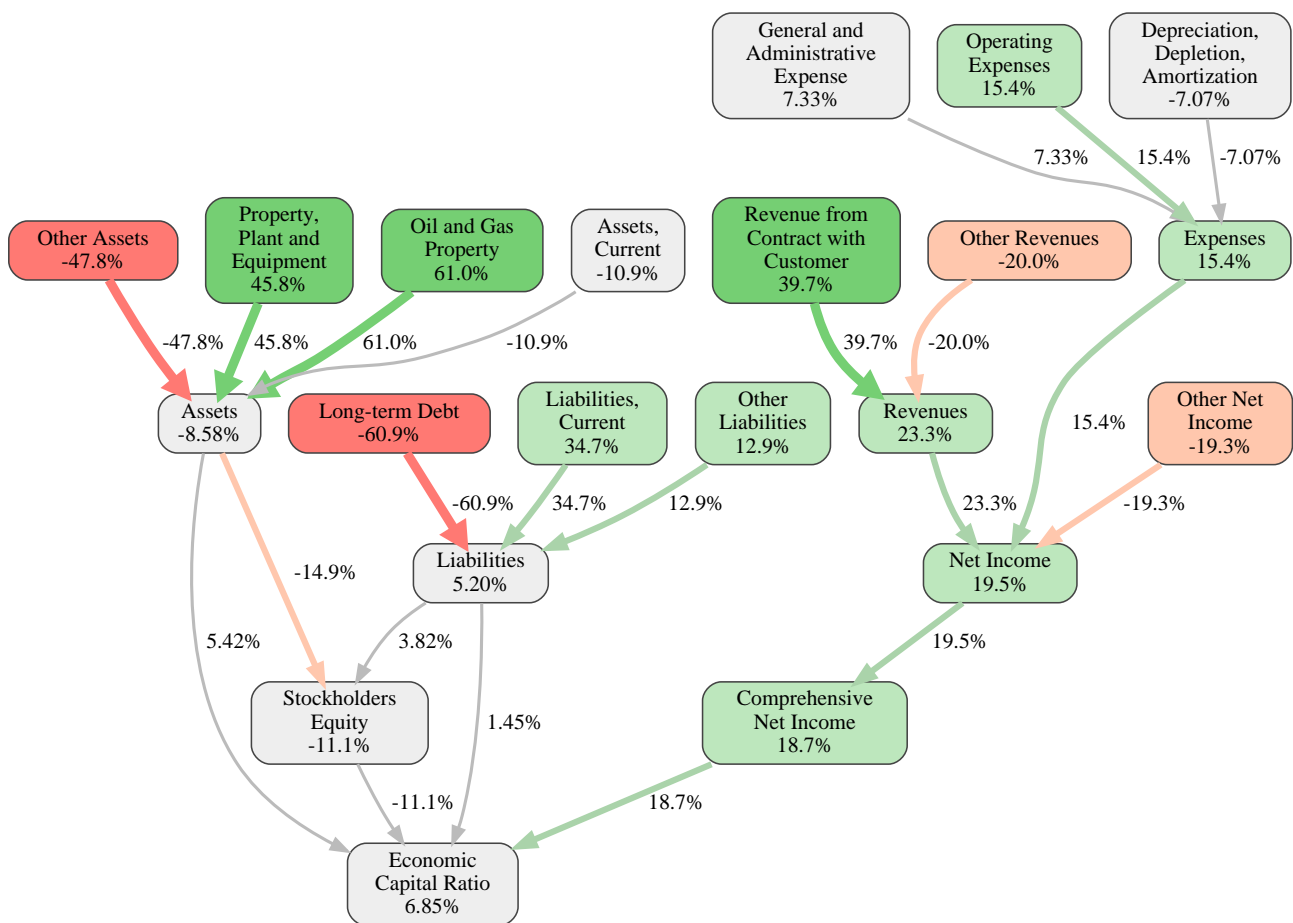 General and
Administrative
Expense
7.33%
Operating
Expenses
15.4%
Depreciation,
Depletion,
Amortization
-7.07%
7.33%
15.4%
-7.07%
Other Assets
-47.8%
Property,
Plant and
Equipment
45.8%
Oil and Gas
Property
61.0%
Assets,
Current
-10.9%
Revenue from
Contract with
Customer
39.7%
Other Revenues
-20.0%
Expenses
15.4%
-47.8%
45.8%
61.0%
-10.9%
39.7%
-20.0%
15.4%
Assets
-8.58%
Long-term Debt
-60.9%
Liabilities,
Current
34.7%
Other
Liabilities
12.9%
Revenues
23.3%
Other Net
Income
-19.3%
-14.9%
-60.9%
34.7%
12.9%
23.3%
-19.3%
Liabilities
5.20%
Net Income
19.5%
5.42%
3.82%
1.45%
19.5%
Stockholders
Equity
-11.1%
Comprehensive
Net Income
18.7%
-11.1%
18.7%
Economic
Capital Ratio
6.85%